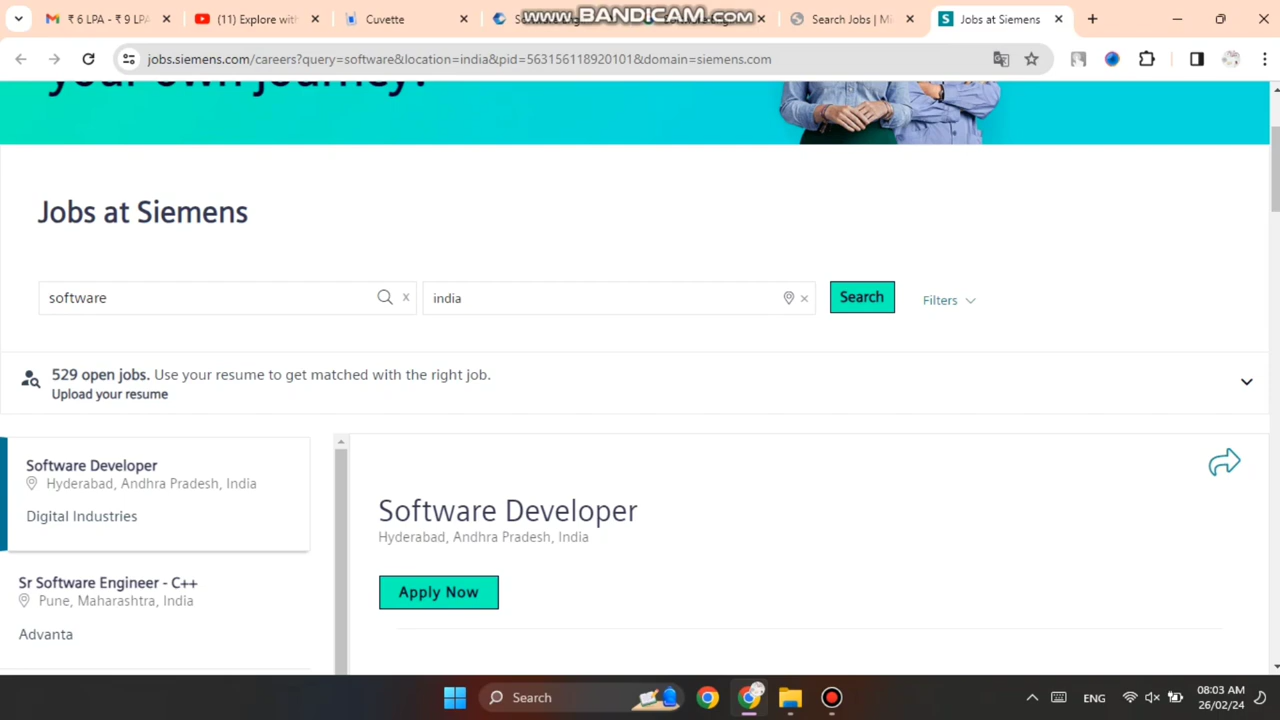 ₹ 6 LPA - ₹ 9 LPA
(11) Explore with
Cuvette
www.BANDICAM.com
Search Jobs | Mi
Jobs at Siemens
jobs.siemens.com/careers?query=software&location=india&pid=563156118920101&domain=siemens.com
your own journey!
Jobs at Siemens
software
x
india
Search
Filters
529 open jobs. Use your resume to get matched with the right job.
Upload your resume
Software Developer
Hyderabad, Andhra Pradesh, India
Digital Industries
Sr Software Engineer - C++
Pune, Maharashtra, India
Advanta
Software Developer
Hyderabad, Andhra Pradesh, India
Apply Now
Search
ENG
08:03 AM
26/02/24